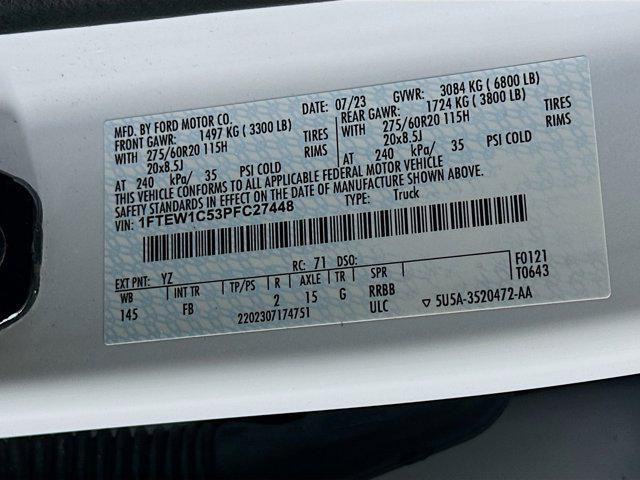 MFD. BY FORD MOTOR CO.
DATE: 07/23 GVWR: 3084 KG ( 6800 LB)
FRONT GAWR: 1497 KG ( 3300 LB) REAR GAWR: 1724 KG ( 3800 LB)
WITH 275/60R20 115H TIRES WITH 275/60R20 115H TIRES
20x8.5J RIMS 20x8.5J RIMS
AT 240 kPa/ 35 PSI COLD AT 240 kPa/ 35 PSI COLD
THIS VEHICLE CONFORMS TO ALL APPLICABLE FEDERAL MOTOR VEHICLE
SAFETY STANDARDS IN EFFECT ON THE DATE OF MANUFACTURE SHOWN ABOVE.
VIN: 1FTEW1C53PFC27448 TYPE: Truck
F0121
T0643
EXT PNT: YZ RC: 71 DSO:
WB INT TR TP/PS R AXLE TR SPR
145 FB 2 15 G RRBB
ULC
2202307174751
▽ 5U5A-3520472-AA